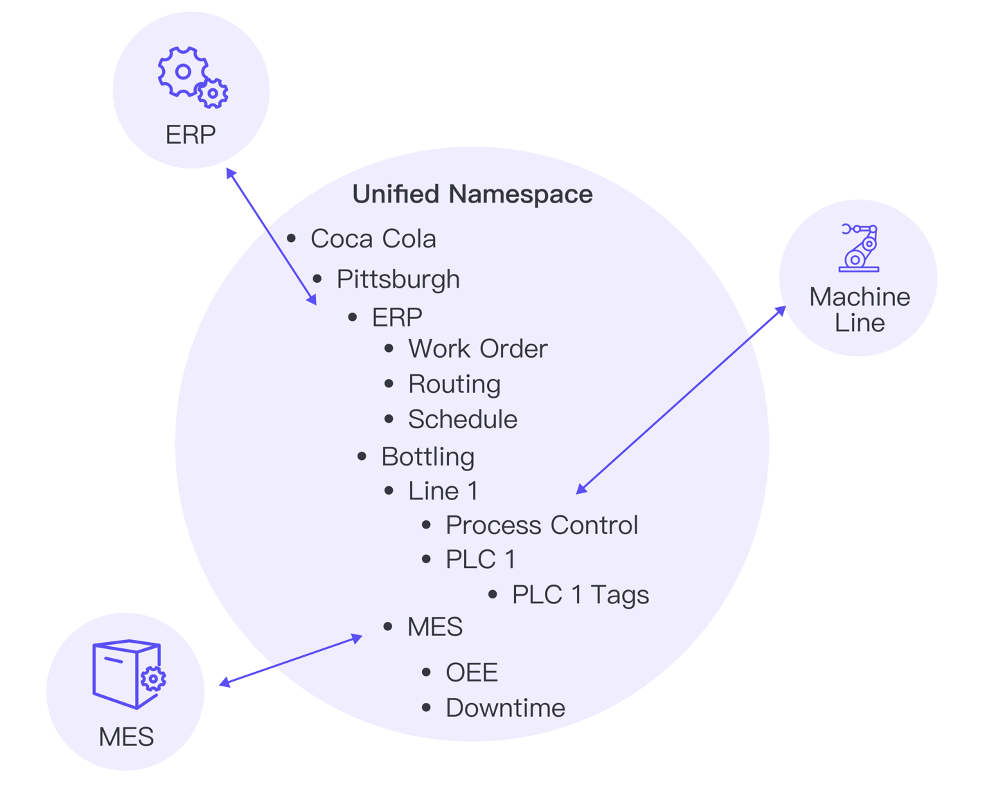 ERP
Unified Namespace
• Coca Cola
• Pittsburgh
• ERP
• Work Order
• Routing
• Schedule
• Bottling
• Line 1
• Process Control
• PLC 1
• PLC 1 Tags
• MES
• OEE
• Downtime
Machine
Line
MES